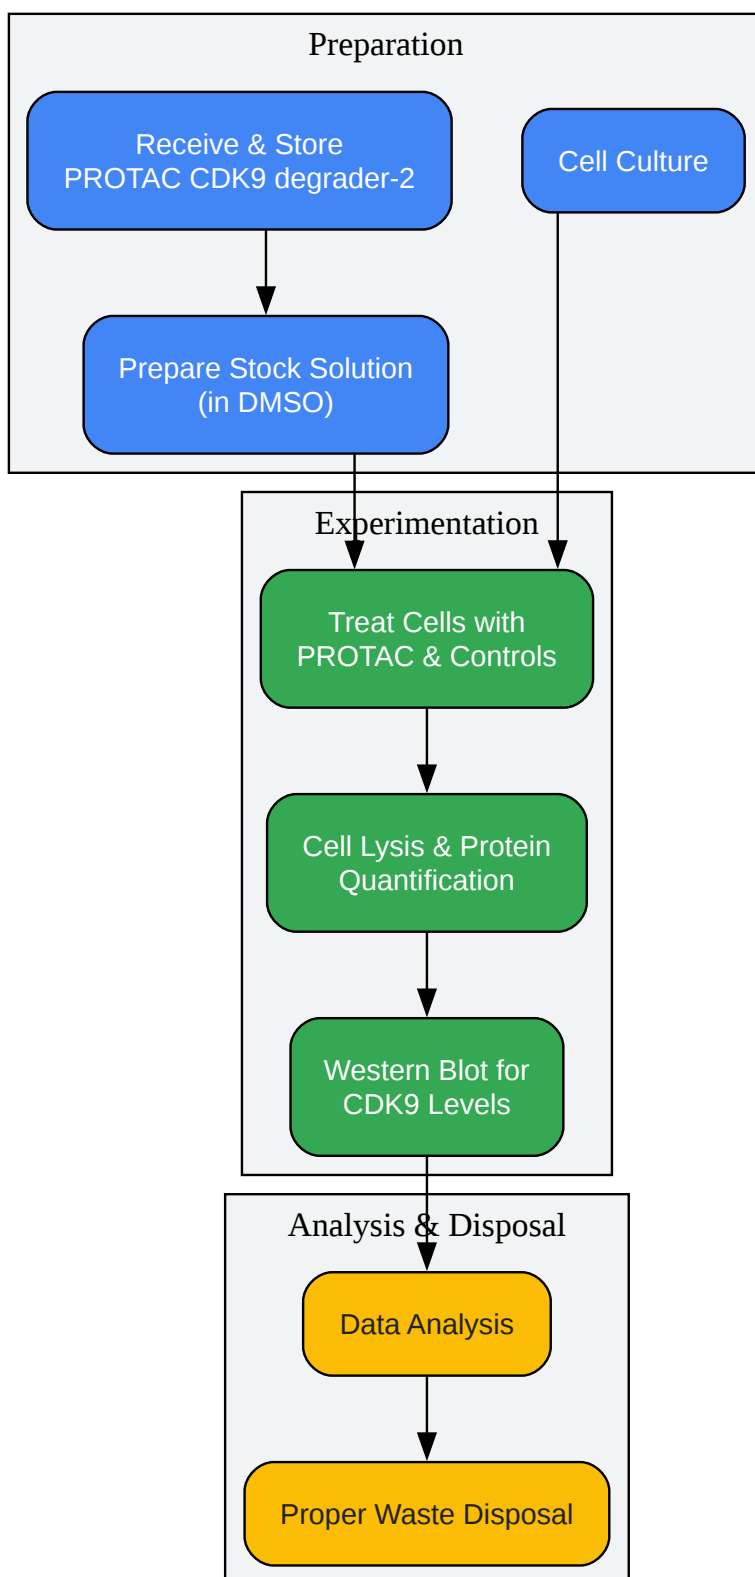 Preparation
Receive & Store
PROTAC CDK9 degrader-2
Cell Culture
Prepare Stock Solution
(in DMSO)
Experimentation
Treat Cells with
PROTAC & Controls
Cell Lysis & Protein
Quantification
Western Blot for
CDK9 Levels
Analysis & Disposal
Data Analysis
Proper Waste Disposal